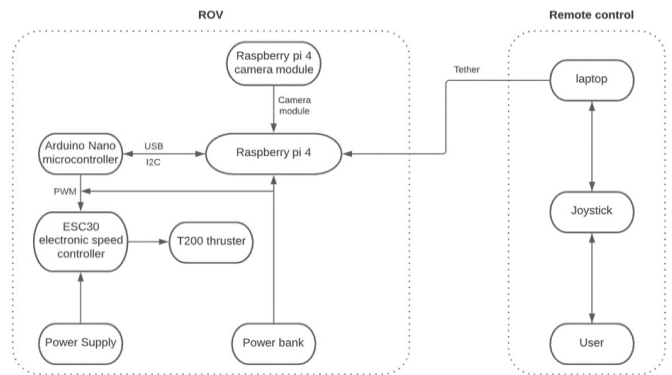 ROV
Remote control
Raspberry pi 4
camera module
Tether
laptop
Camera
module
Arduino Nano
microcontroller
USB
I2C
Raspberry pi 4
PWM
ESC30
electronic speed
controller
T200 thruster
Joystick
Power Supply
Power bank
User